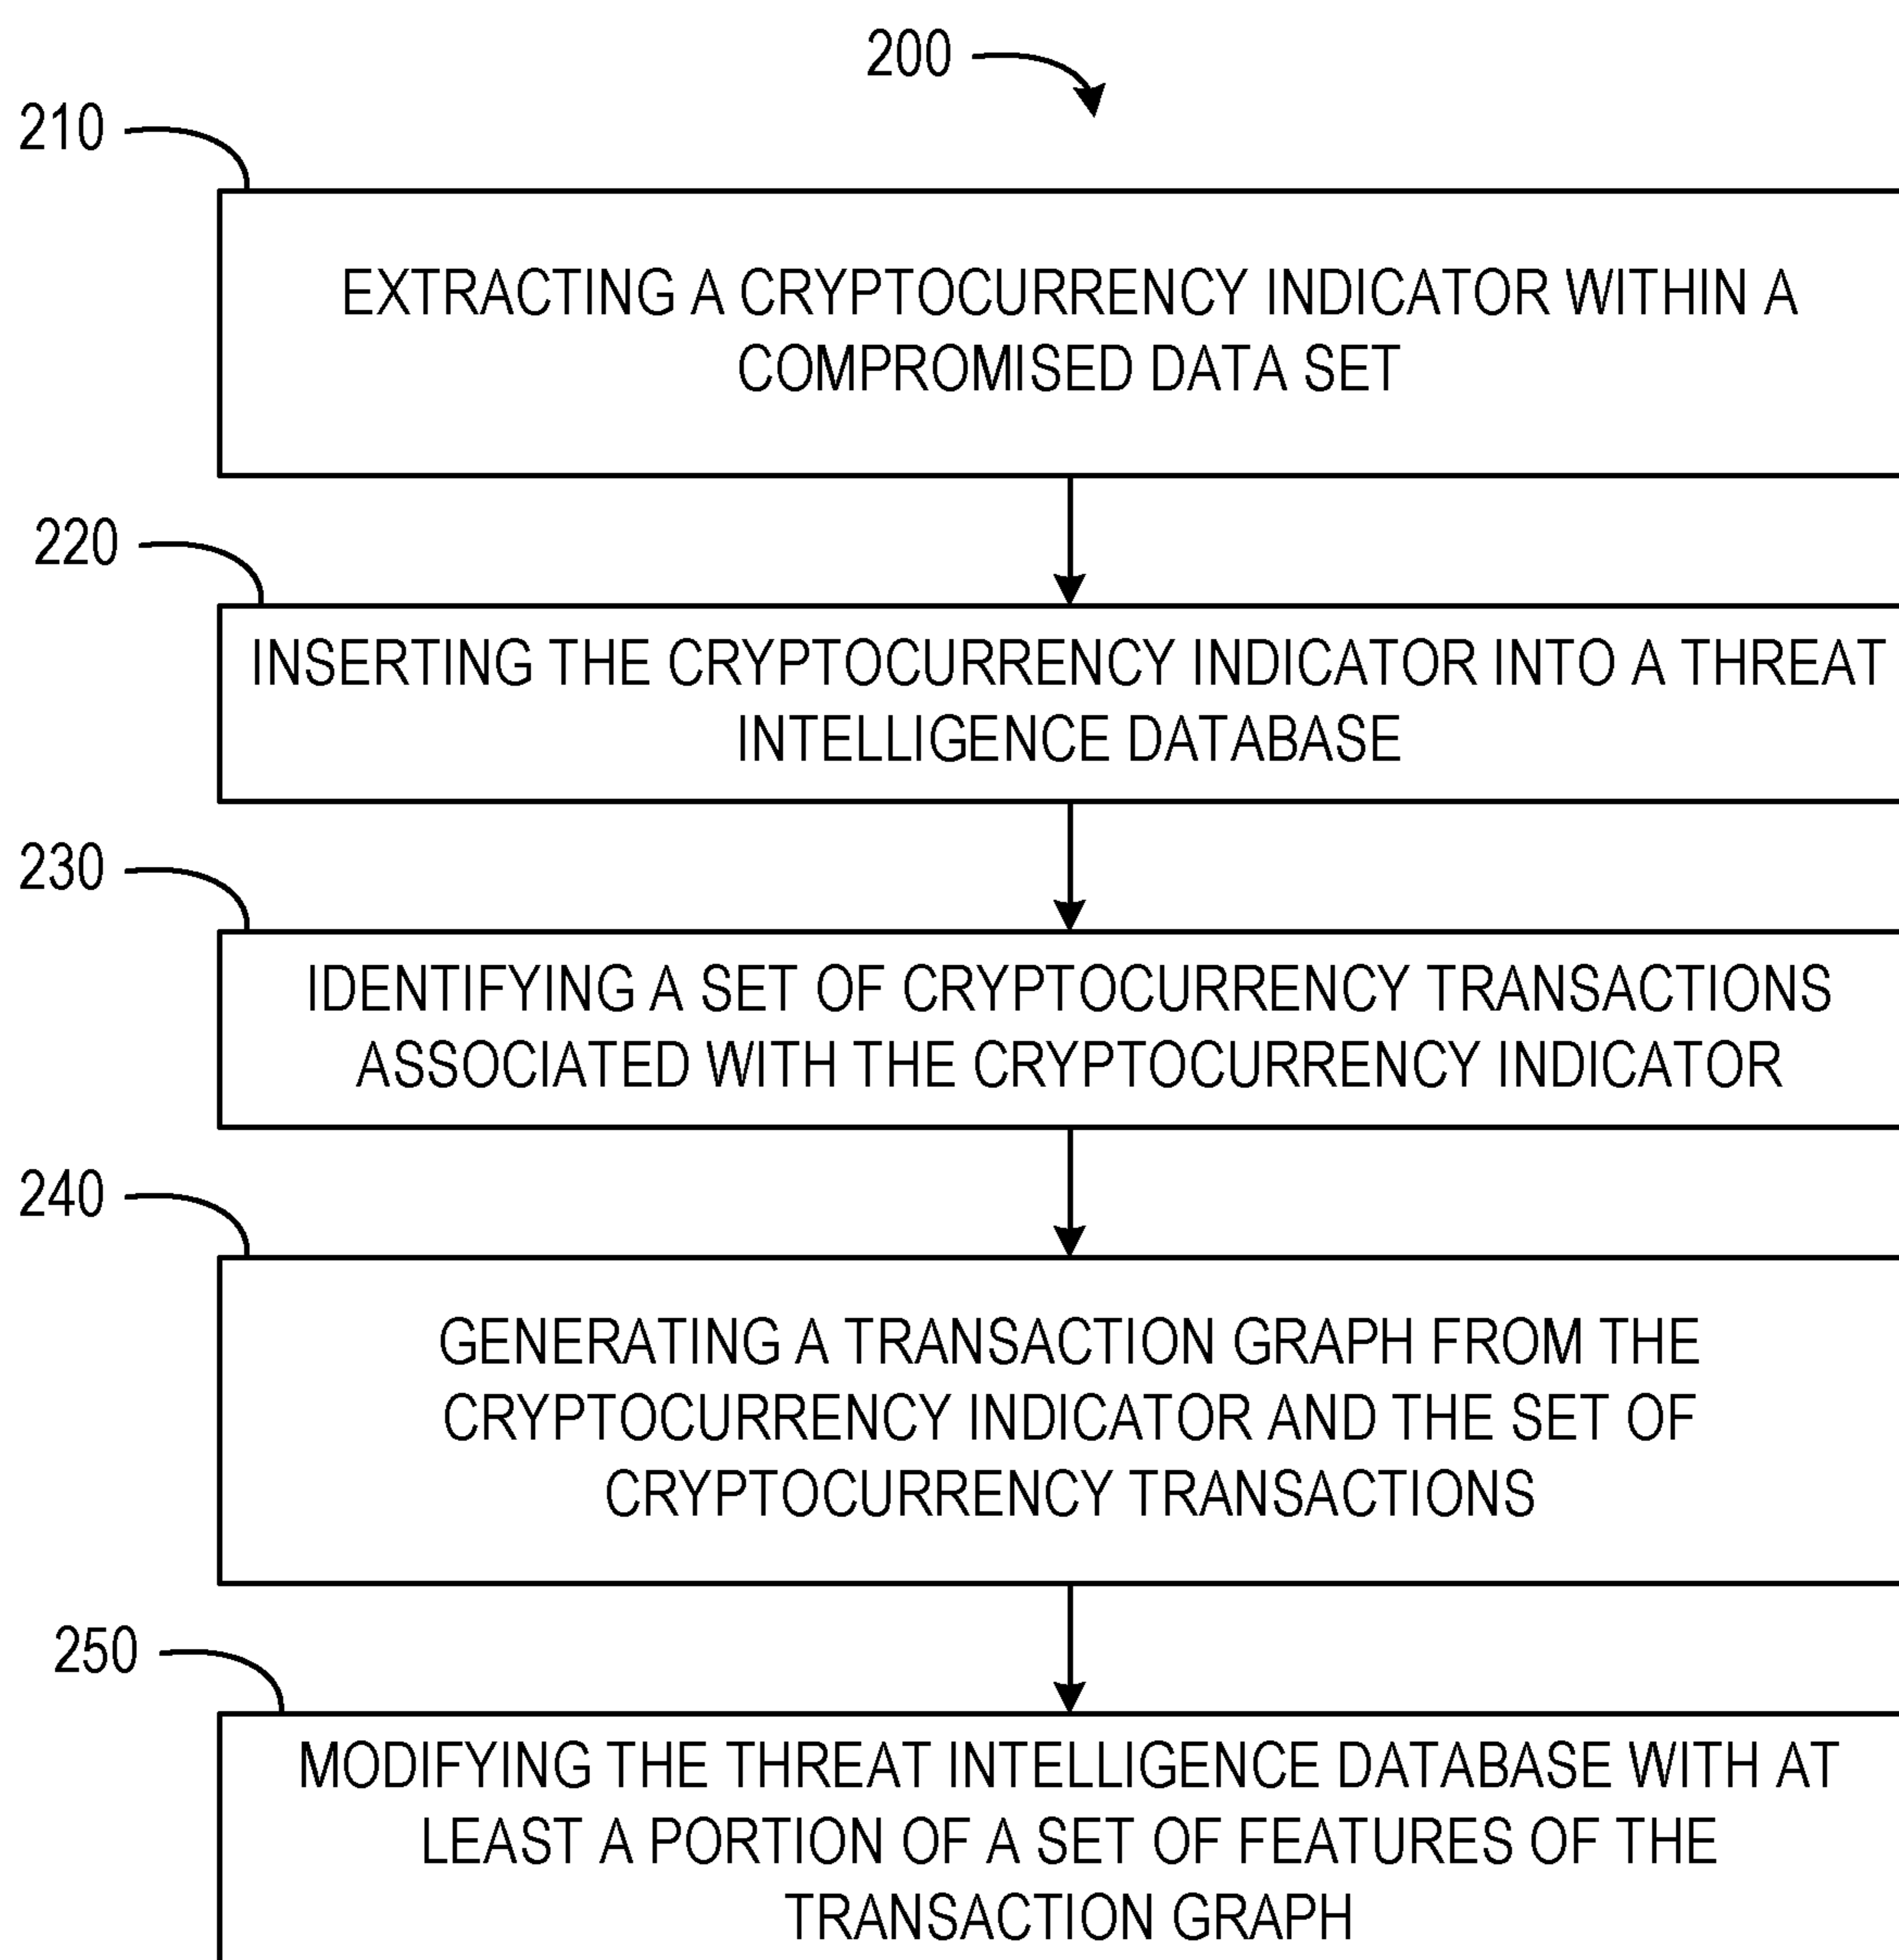 200
210
EXTRACTING A CRYPTOCURRENCY INDICATOR WITHIN A
COMPROMISED DATA SET
220
INSERTING THE CRYPTOCURRENCY INDICATOR INTO A THREAT
INTELLIGENCE DATABASE
230
IDENTIFYING A SET OF CRYPTOCURRENCY TRANSACTIONS
ASSOCIATED WITH THE CRYPTOCURRENCY INDICATOR
240
GENERATING A TRANSACTION GRAPH FROM THE
CRYPTOCURRENCY INDICATOR AND THE SET OF
CRYPTOCURRENCY TRANSACTIONS
250
MODIFYING THE THREAT INTELLIGENCE DATABASE WITH AT
LEAST A PORTION OF A SET OF FEATURES OF THE
TRANSACTION GRAPH